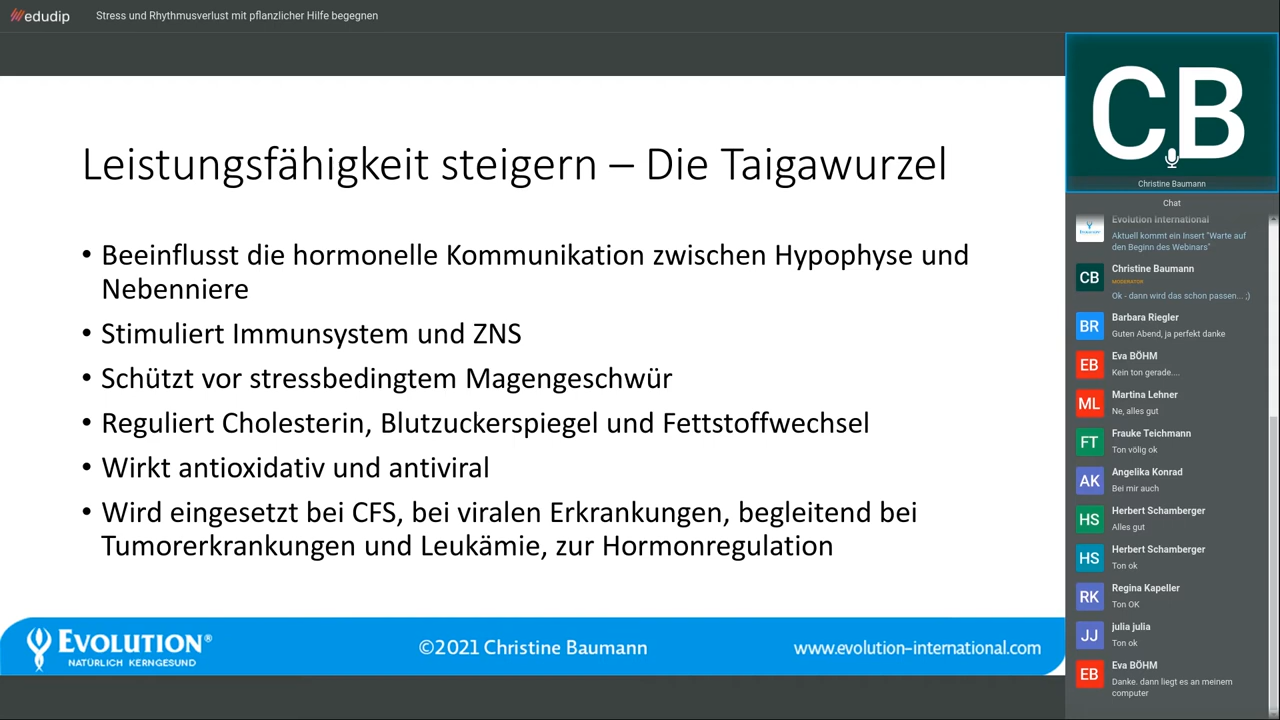 edudip
Stress und Rhythmusverlust mit pflanzlicher Hilfe begegnen
Leistungsfähigkeit steigern – Die Taigawurzel
• Beeinflusst die hormonelle Kommunikation zwischen Hypophyse und
Nebenniere
• Stimuliert Immunsystem und ZNS
• Schützt vor stressbedingtem Magengeschwür
• Reguliert Cholesterin, Blutzuckerspiegel und Fettstoffwechsel
• Wirkt antioxidativ und antiviral
• Wird eingesetzt bei CFS, bei viralen Erkrankungen, begleitend bei
Tumorerkrankungen und Leukämie, zur Hormonregulation
EVOLUTION®
NATÜRLICH KERNGESUND
©2021 Christine Baumann
www.evolution-international.com
CB
Christine Baumann
Chat
Evolution International
Aktuell kommt ein Insert "Warte auf
den Beginn des Webinars"
CB
Christine Baumann
MODERATOR
Ok - dann wird das schon passen... ;)
BR
Barbara Riegler
Guten Abend, ja perfekt danke
EB
Eva BÖHM
Kein ton gerade....
ML
Martina Lehner
Ne, alles gut
FT
Frauke Teichmann
Ton völig ok
AK
Angelika Konrad
Bei mir auch
HS
Herbert Schamberger
Alles gut
HS
Herbert Schamberger
Ton ok
RK
Regina Kapeller
Ton OK
JJ
julia julia
Ton ok
EB
Eva BÖHM
Danke. dann liegt es an meinem
computer